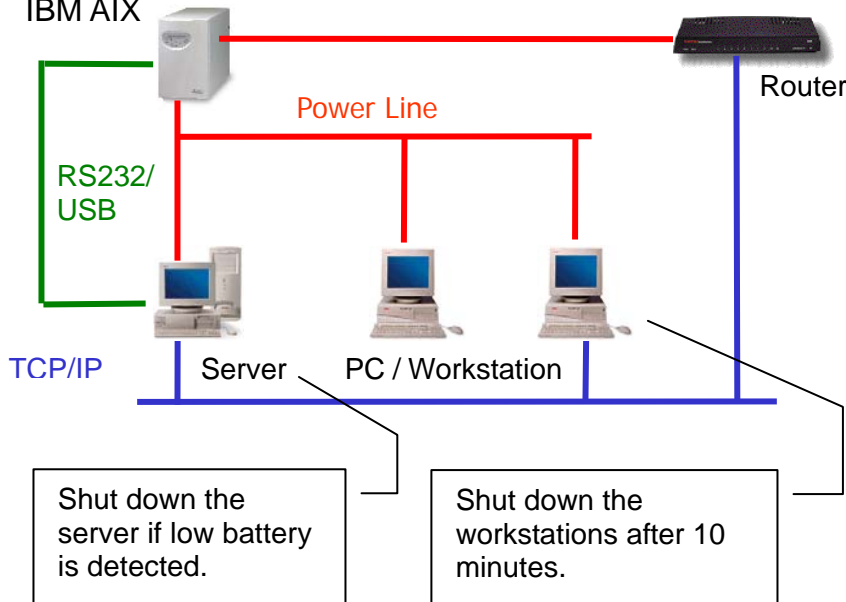 IBM AIX
Router
Power Line
RS232/
USB
TCP/IP
Server
PC / Workstation
Shut down the
server if low battery
is detected.
Shut down the
workstations after 10
minutes.